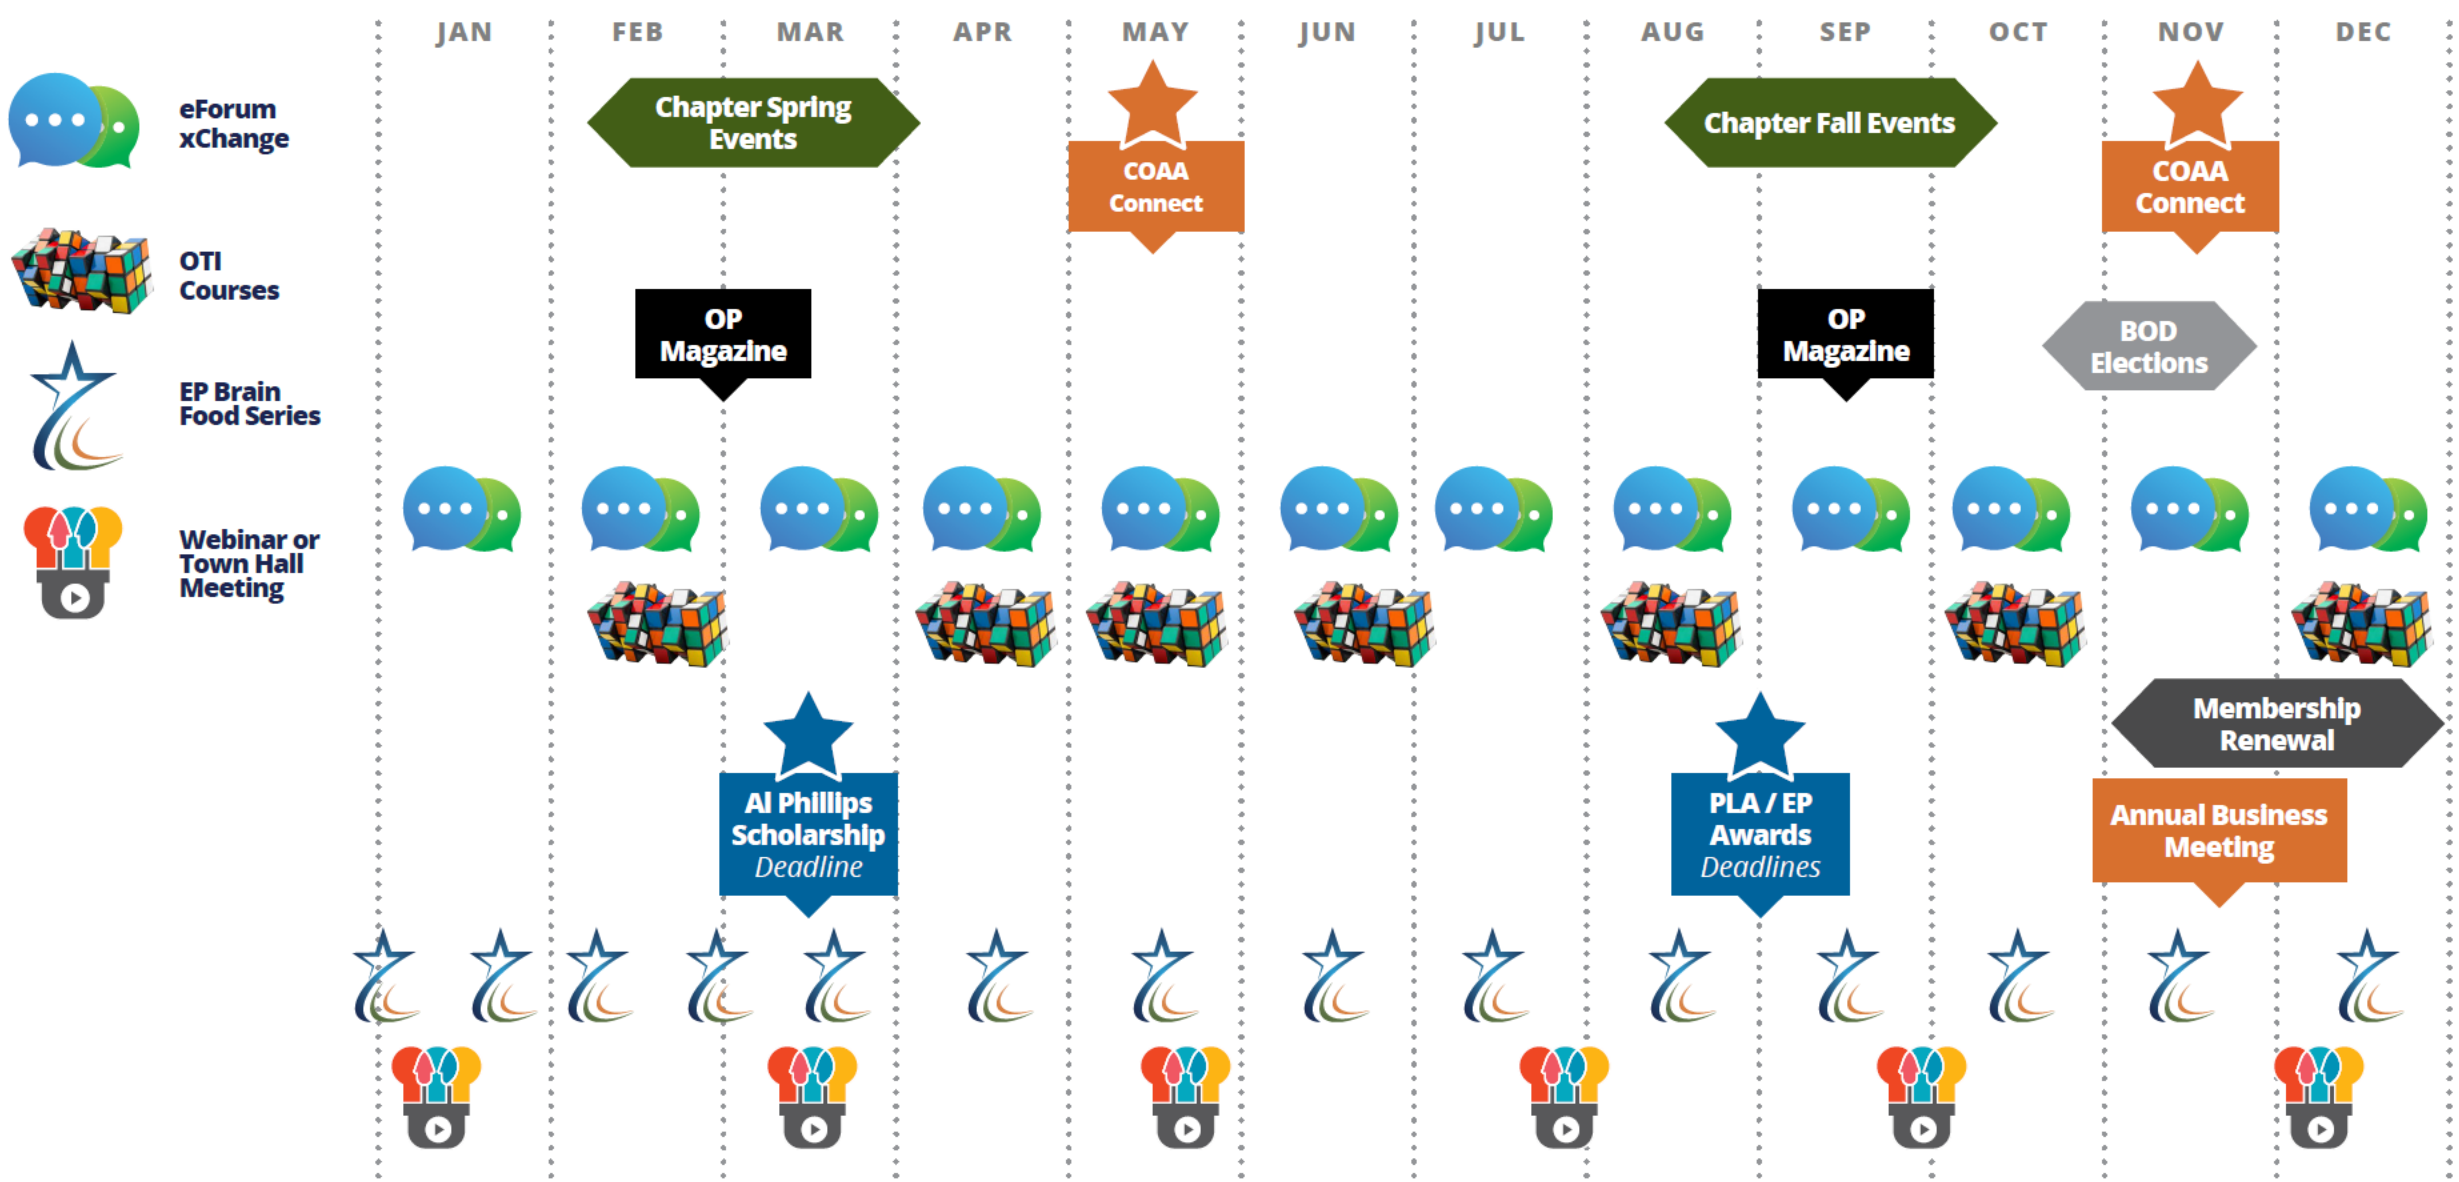 JAN FEB MAR APR MAY JUN JUL AUG SEP OCT NOV DEC
eForum
xChange
Chapter Spring
Events
COAA
Connect
Chapter Fall Events
COAA
Connect
OTI
Courses
OP
Magazine
OP
Magazine
BOD
Elections
EP Brain
Food Series
Webinar or
Town Hall
Meeting
Membership
Renewal
Al Phillips
Scholarship
Deadline
PLA / EP
Awards
Deadlines
Annual Business
Meeting